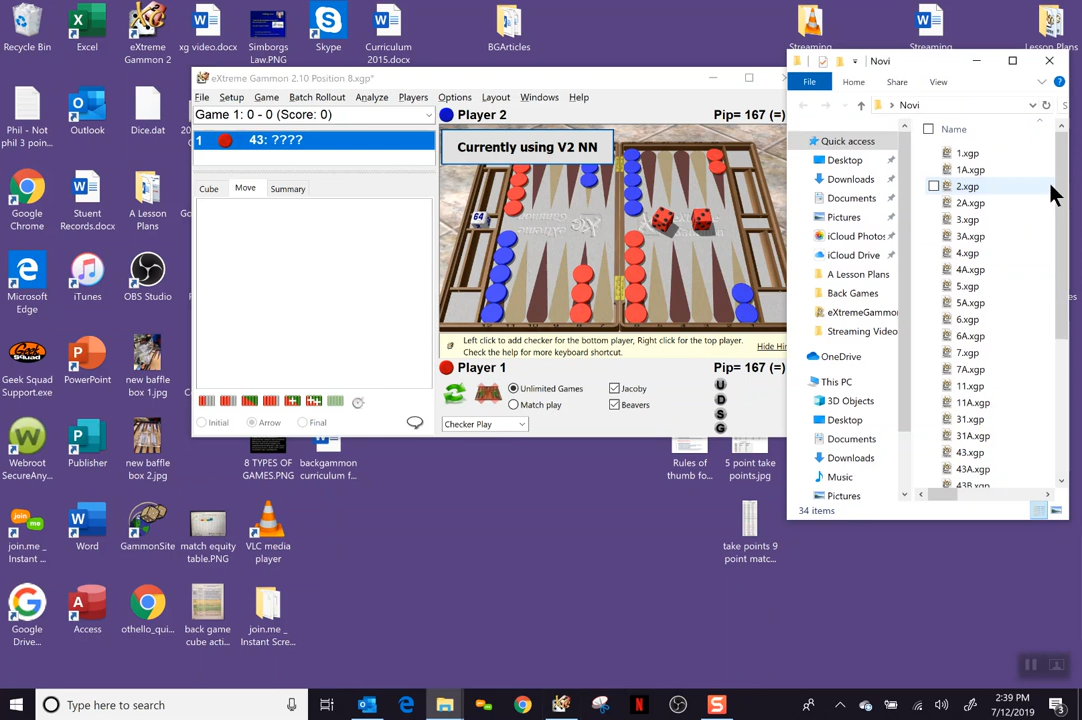 Recycle Bin
Excel
eXtreme
Gammon 2
xg video.docx
Simborgs
Law.PNG
Skype
Curriculum
2015.docx
BGArticles
Streaming
Streaming
Lesson Plans
Phil - Not
phil 3 poin...
Outlook
Dice.dat
Google
Chrome
Stuent
Records.docx
A Lesson
Plans
Microsoft
Edge
iTunes
OBS Studio
Geek Squad
Support.exe
PowerPoint
new baffle
box 1.jpg
Webroot
SecureAny...
Publisher
new baffle
box 2.jpg
8 TYPES OF
GAMES.PNG
backgammon
curriculum f...
Rules of
thumb fo...
5 point take
points.jpg
join.me _
Instant ...
Word
GammonSite
match equity
table.PNG
VLC media
player
take points 9
point matc...
Google
Drive...
Access
othello_qui...
back game
cube acti...
join.me _
Instant Scre...
eXtreme Gammon 2.10 Position 8.xgp*
File Setup Game Batch Rollout Analyze Players Options Layout Windows Help
Game 1: 0 - 0 (Score: 0)
1 43: ????
Cube Move Summary
Initial Arrow Final
Player 2 Pip= 167 (=)
Currently using V2 NN
64
Left click to add checker for the bottom player, Right click for the top player.
Check the help for more keyboard shortcut. Hide Hi
Player 1 Pip= 167 (=)
Unlimited Games
Match play
Jacoby
Beavers
Checker Play
U
D
S
G
Novi
File Home Share View
Novi
Quick access
Desktop
Downloads
Documents
Pictures
iCloud Photos
iCloud Drive
A Lesson Plans
Back Games
eXtremeGammo
Streaming Video
OneDrive
This PC
3D Objects
Desktop
Documents
Downloads
Music
Pictures
Name
1.xgp
1A.xgp
2.xgp
2A.xgp
3.xgp
3A.xgp
4.xgp
4A.xgp
5.xgp
5A.xgp
6.xgp
6A.xgp
7.xgp
7A.xgp
11.xgp
11A.xgp
31.xgp
31A.xgp
43.xgp
43A.xgp
43B.xgp
34 items
Type here to search
2:39 PM
7/12/2019
3